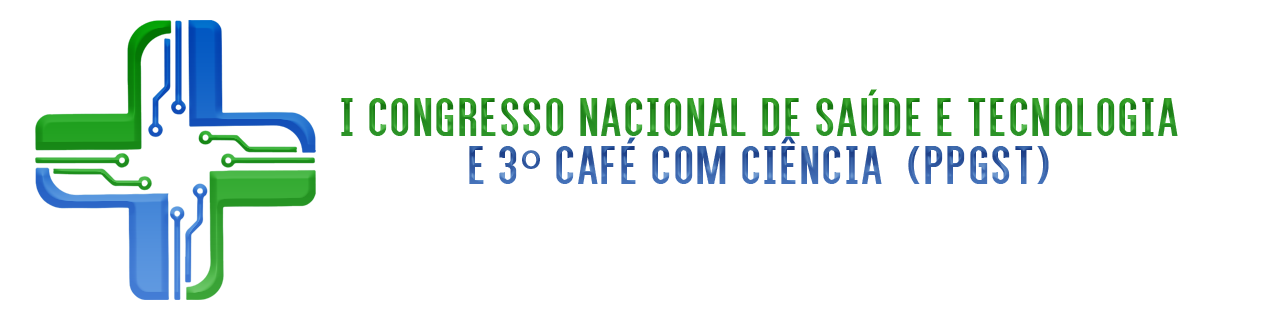 I CONGRESSO NACIONAL DE SAÚDE E TECNOLOGIA
E 3º CAFÉ COM CIÊNCIA (PPGST)